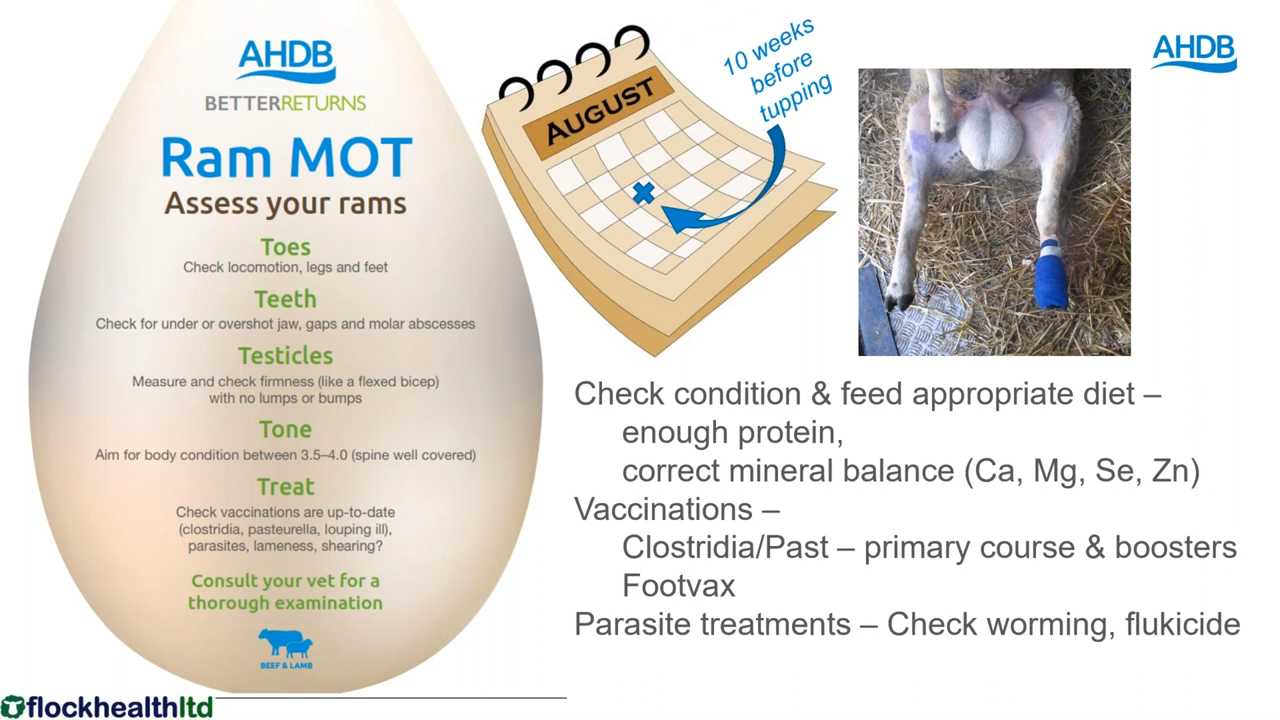 AHDB
BETTERRETURNS
Ram MOT
Assess your rams
Toes
Check locomotion, legs and feet
Teeth
Check for under or overshot jaw, gaps and molar abscesses
Testicles
Measure and check firmness (like a flexed bicep)
with no lumps or bumps
Tone
Aim for body condition between 3.5–4.0 (spine well covered)
Treat
Check vaccinations are up-to-date
(clostridia, pasteurella, louping ill),
parasites, lameness, shearing?
Consult your vet for a
thorough examination
BEEF & LAMB
AUGUST
10 weeks
before
tupping
AHDB
Check condition & feed appropriate diet –
enough protein,
correct mineral balance (Ca, Mg, Se, Zn)
Vaccinations –
Clostridia/Past – primary course & boosters
Footvax
Parasite treatments – Check worming, flukicide
flockhealthltd